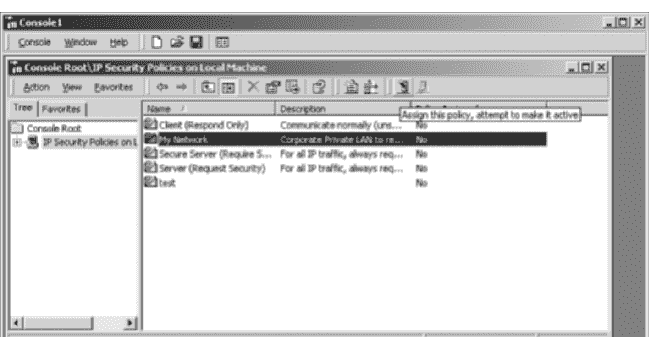 Console1
Console Window Help
Console Root\IP Security Policies on Local Machine
Action View Favorites
Tree Favorites
Name / Description
Assign this policy, attempt to make it active
Console Root
IP Security Policies on L
Client (Respond Only) Communicate normally (uns... No
My Network Corporate Private LAN to re... No
Secure Server (Require S... For all IP traffic, always req... No
Server (Request Security) For all IP traffic, always req... No
test No